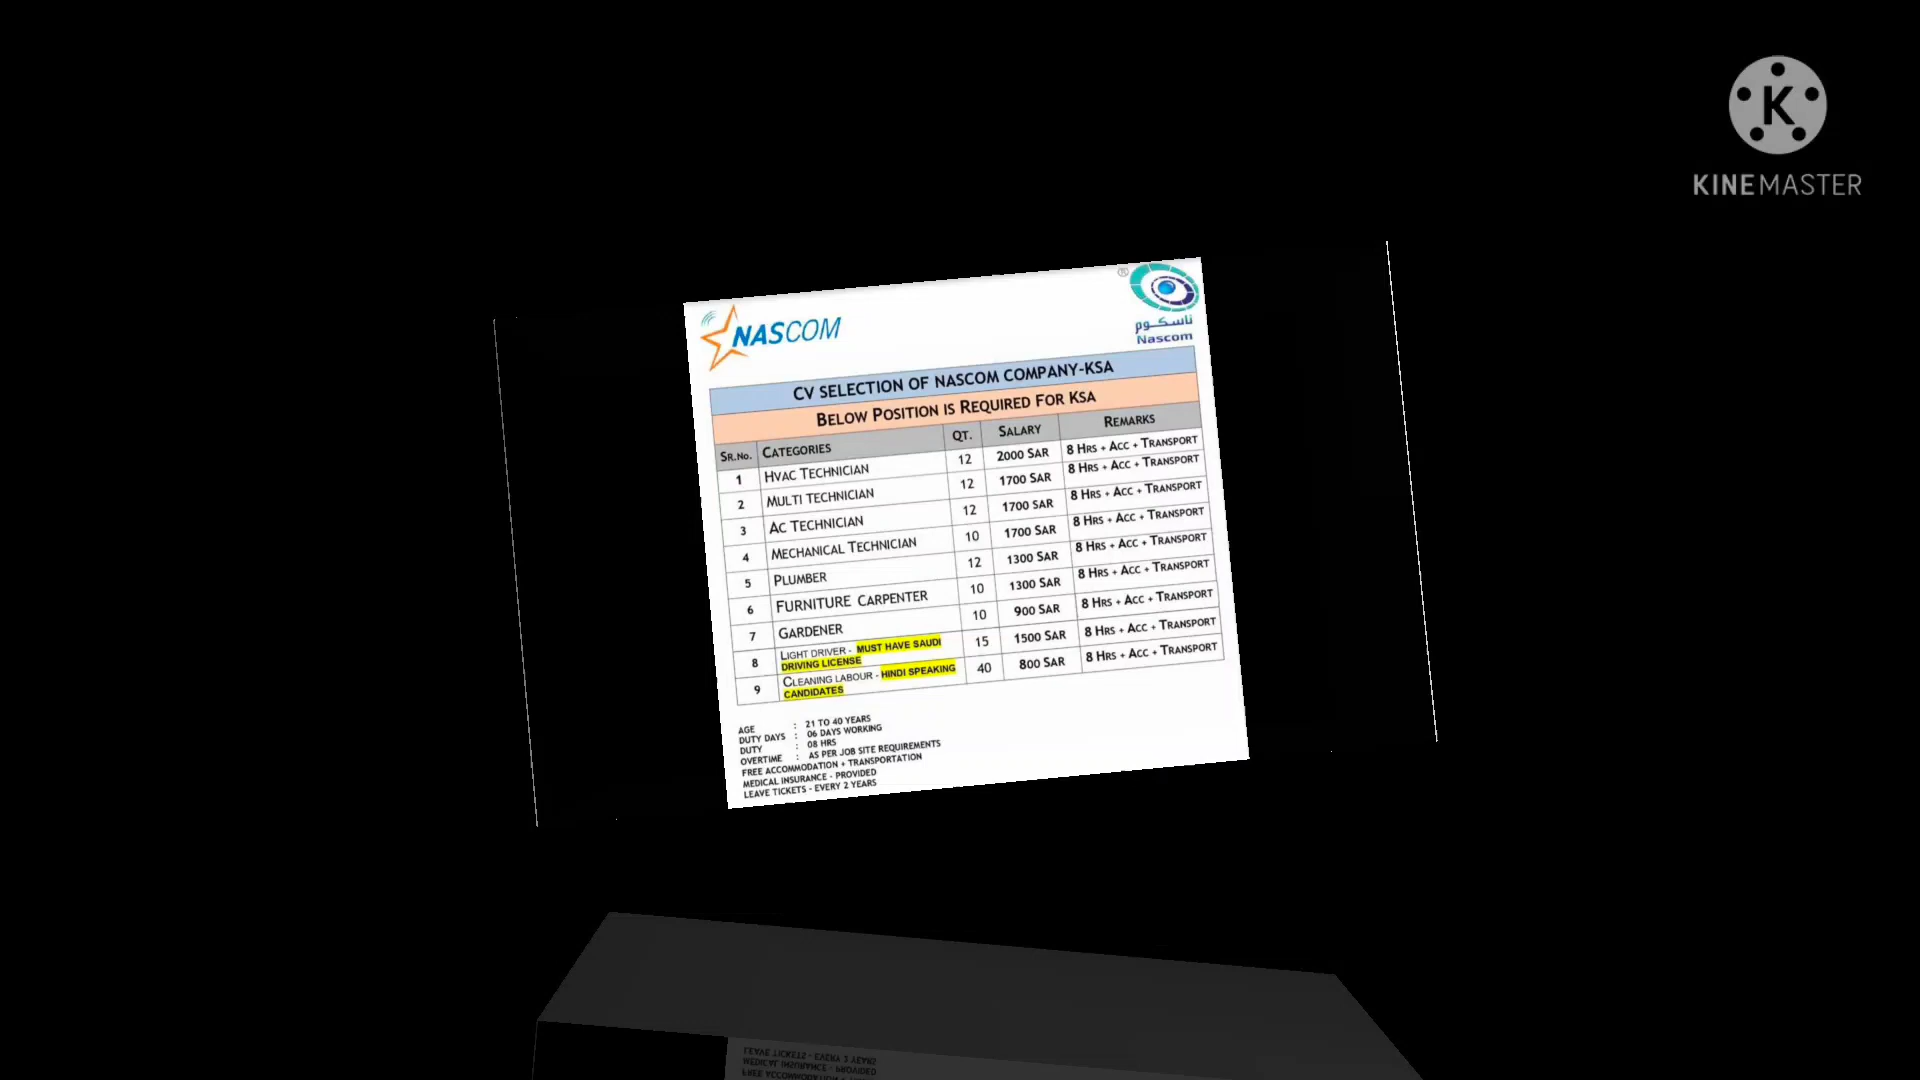 KINEMASTER
NASCOM
ناسكوم
Nascom
CV SELECTION OF NASCOM COMPANY-KSA
BELOW POSITION IS REQUIRED FOR KSA
SR.NO. CATEGORIES QT. SALARY REMARKS
1 HVAC TECHNICIAN 12 2000 SAR 8 HRS + ACC + TRANSPORT
2 MULTI TECHNICIAN 12 1700 SAR 8 HRS + ACC + TRANSPORT
3 AC TECHNICIAN 12 1700 SAR 8 HRS + ACC + TRANSPORT
4 MECHANICAL TECHNICIAN 10 1700 SAR 8 HRS + ACC + TRANSPORT
5 PLUMBER 12 1300 SAR 8 HRS + ACC + TRANSPORT
6 FURNITURE CARPENTER 10 1300 SAR 8 HRS + ACC + TRANSPORT
7 GARDENER 10 900 SAR 8 HRS + ACC + TRANSPORT
8 LIGHT DRIVER - MUST HAVE SAUDI DRIVING LICENSE 15 1500 SAR 8 HRS + ACC + TRANSPORT
9 CLEANING LABOUR - HINDI SPEAKING CANDIDATES 40 800 SAR 8 HRS + ACC + TRANSPORT
AGE : 21 TO 40 YEARS
DUTY DAYS : 06 DAYS WORKING
DUTY : 08 HRS
OVERTIME : AS PER JOB SITE REQUIREMENTS
FREE ACCOMMODATION + TRANSPORTATION
MEDICAL INSURANCE - PROVIDED
LEAVE TICKETS - EVERY 2 YEARS